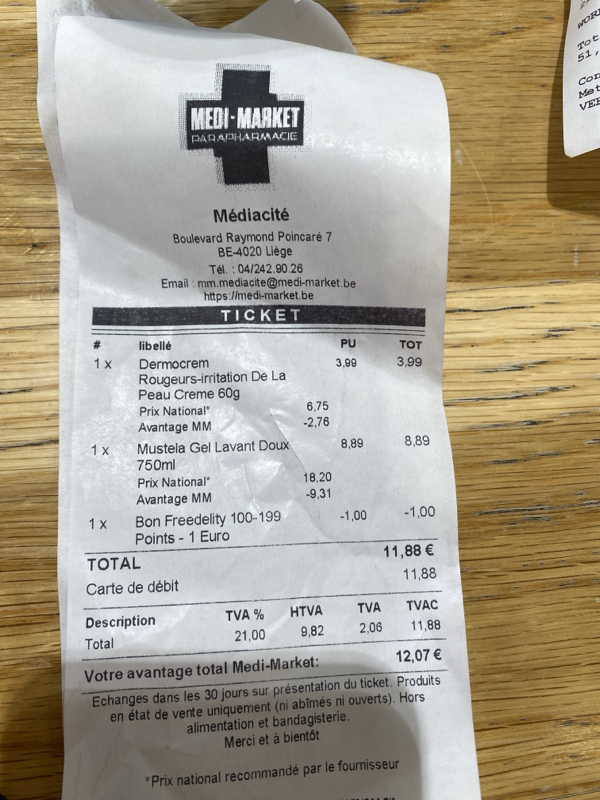 MEDI-MARKET
PARAPHARMACIE
Médiacité
Boulevard Raymond Poincaré 7
BE-4020 Liège
Tél. : 04/242.90.26
Email : mm.mediacite@medi-market.be
https://medi-market.be
TICKET
# libellé PU TOT
1 x Dermocrem 3,99 3,99
Rougeurs-irritation De La
Peau Creme 60g
Prix National* 6,75
Avantage MM -2,76
1 x Mustela Gel Lavant Doux 8,89 8,89
750ml
Prix National* 18,20
Avantage MM -9,31
1 x Bon Freedelity 100-199 -1,00 -1,00
Points - 1 Euro
TOTAL 11,88 €
Carte de débit 11,88
Description TVA % HTVA TVA TVAC
Total 21,00 9,82 2,06 11,88
Votre avantage total Medi-Market: 12,07 €
Echanges dans les 30 jours sur présentation du ticket. Produits
en état de vente uniquement (ni abîmés ni ouverts). Hors
alimentation et bandagisterie.
Merci et à bientôt
*Prix national recommandé par le fournisseur
Tot
51,
Con
Met